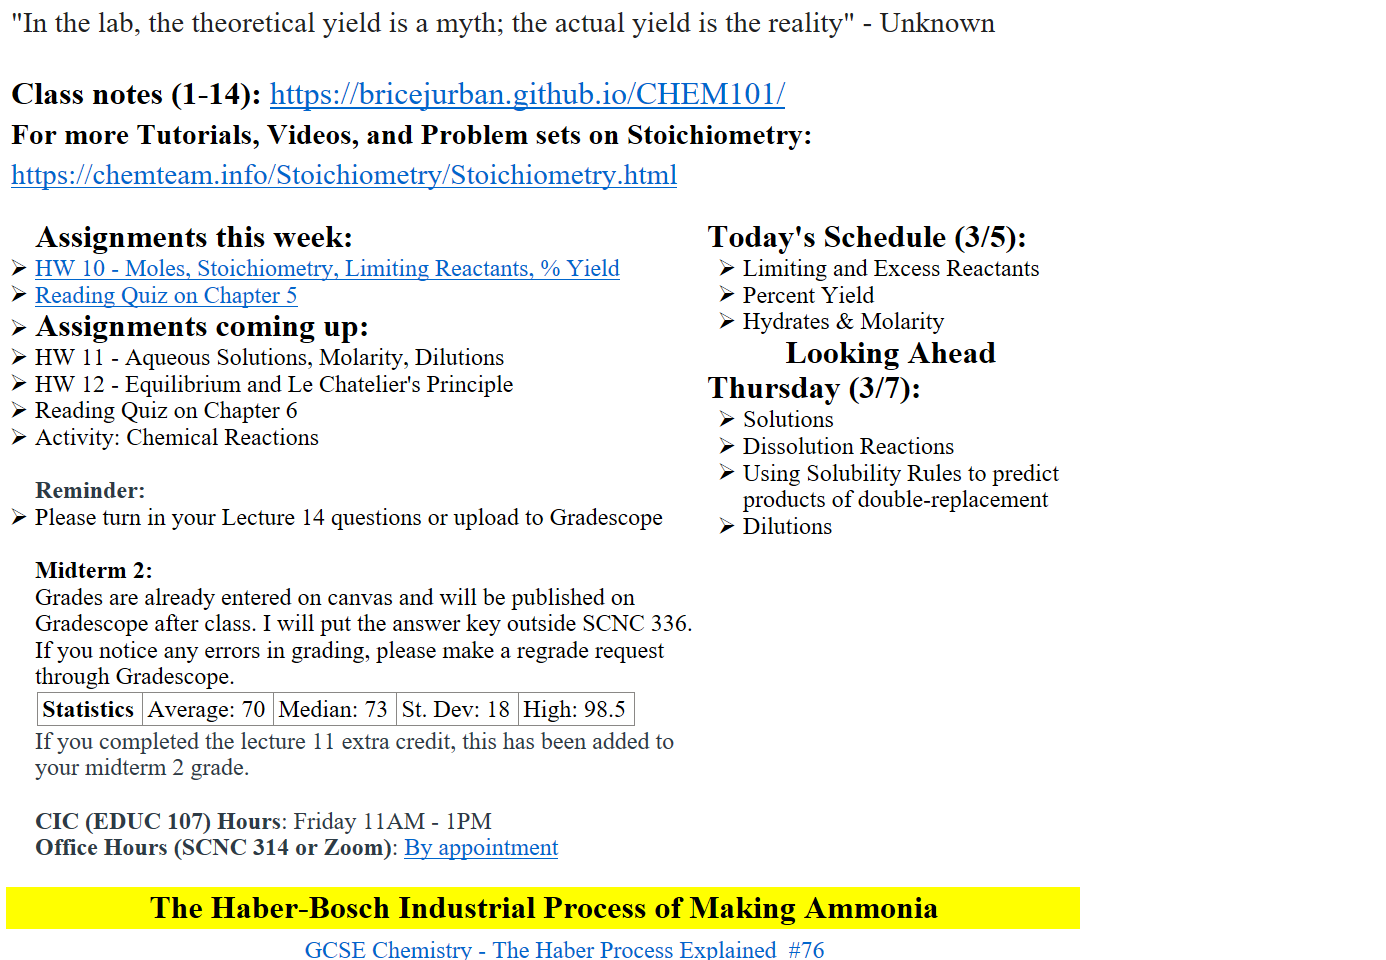 "In the lab, the theoretical yield is a myth; the actual yield is the reality" - Unknown
Class notes (1-14): https://bricejurban.github.io/CHEM101/
For more Tutorials, Videos, and Problem sets on Stoichiometry:
https://chemteam.info/Stoichiometry/Stoichiometry.html
Assignments this week:
➢ HW 10 - Moles, Stoichiometry, Limiting Reactants, % Yield
➢ Reading Quiz on Chapter 5
➢ Assignments coming up:
➢ HW 11 - Aqueous Solutions, Molarity, Dilutions
➢ HW 12 - Equilibrium and Le Chatelier's Principle
➢ Reading Quiz on Chapter 6
➢ Activity: Chemical Reactions
Reminder:
➢ Please turn in your Lecture 14 questions or upload to Gradescope
Midterm 2:
Grades are already entered on canvas and will be published on
Gradescope after class. I will put the answer key outside SCNC 336.
If you notice any errors in grading, please make a regrade request
through Gradescope.
Statistics Average: 70 Median: 73 St. Dev: 18 High: 98.5
If you completed the lecture 11 extra credit, this has been added to
your midterm 2 grade.
CIC (EDUC 107) Hours: Friday 11AM - 1PM
Office Hours (SCNC 314 or Zoom): By appointment
Today's Schedule (3/5):
➢ Limiting and Excess Reactants
➢ Percent Yield
➢ Hydrates & Molarity
Looking Ahead
Thursday (3/7):
➢ Solutions
➢ Dissolution Reactions
➢ Using Solubility Rules to predict
products of double-replacement
➢ Dilutions
The Haber-Bosch Industrial Process of Making Ammonia
GCSE Chemistry - The Haber Process Explained #76